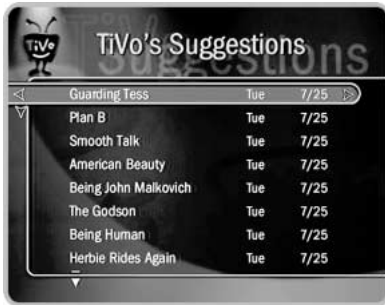 TiVo
TiVo's Suggestions
Guarding Tess Tue 7/25
Plan B Tue 7/25
Smooth Talk Tue 7/25
American Beauty Tue 7/25
Being John Malkovich Tue 7/25
The Godson Tue 7/25
Being Human Tue 7/25
Herbie Rides Again Tue 7/25